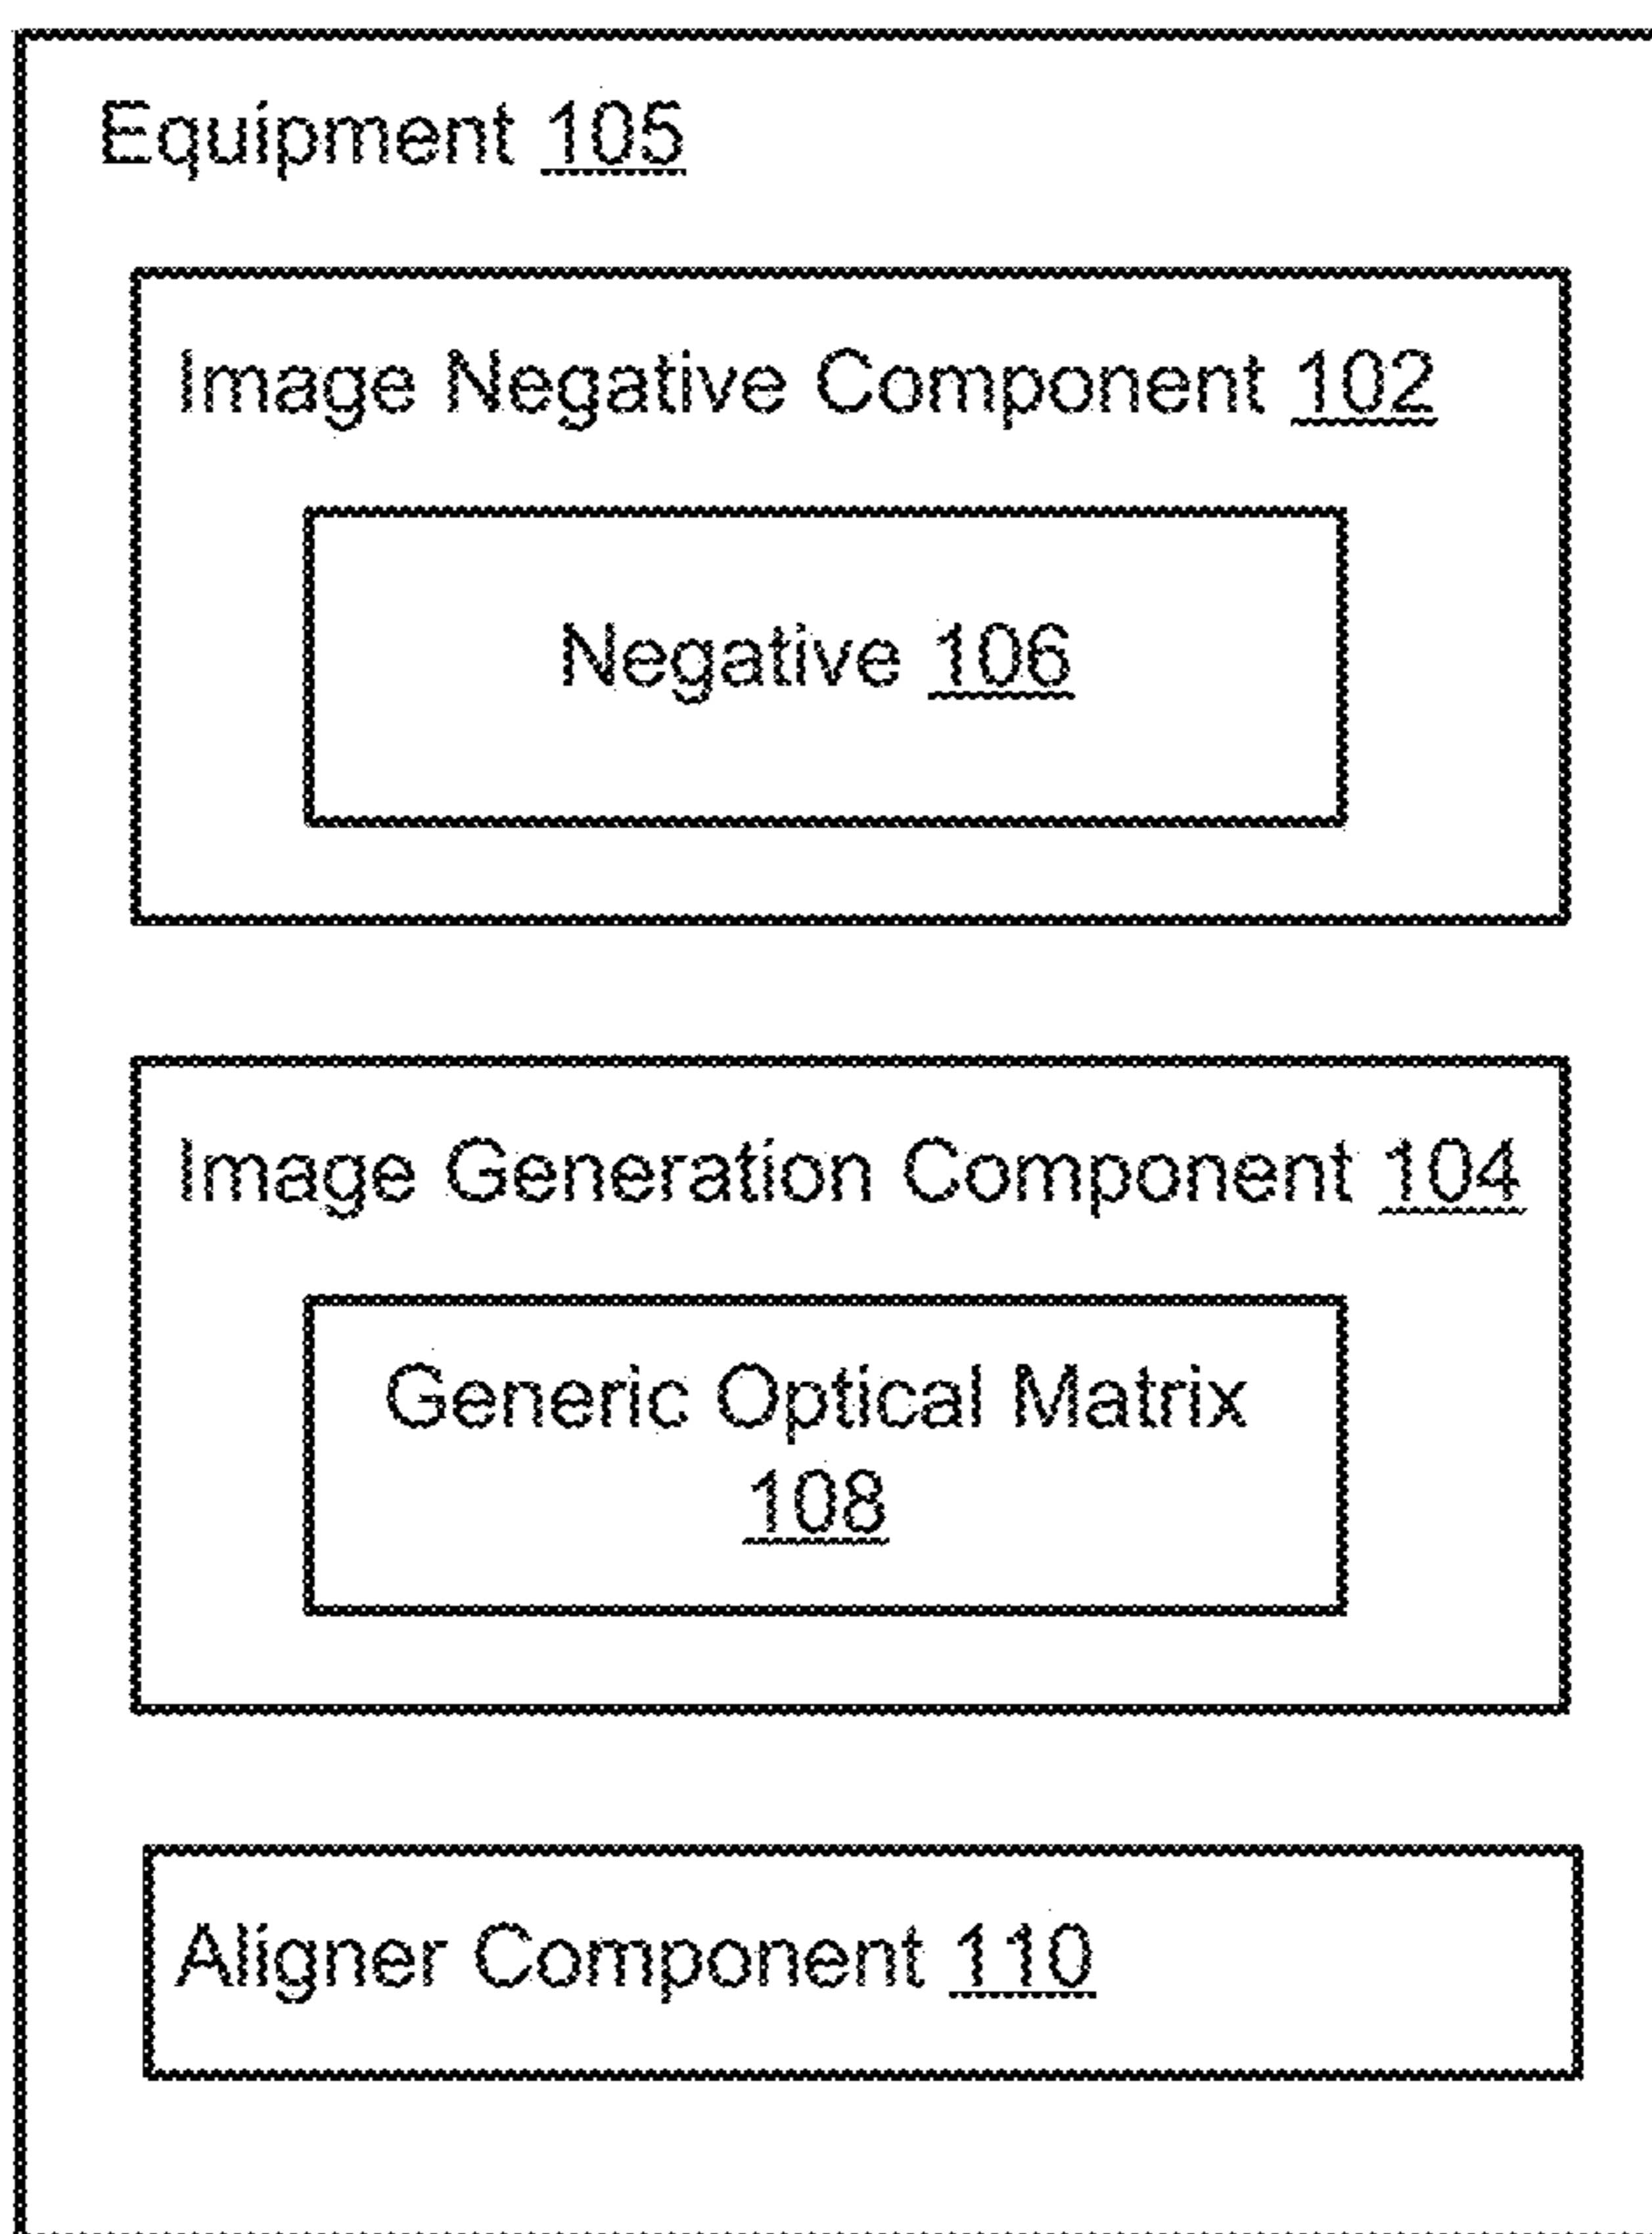 Equipment 105
Image Negative Component 102
Negative 106
Image Generation Component 104
Generic Optical Matrix
108
Aligner Component 110